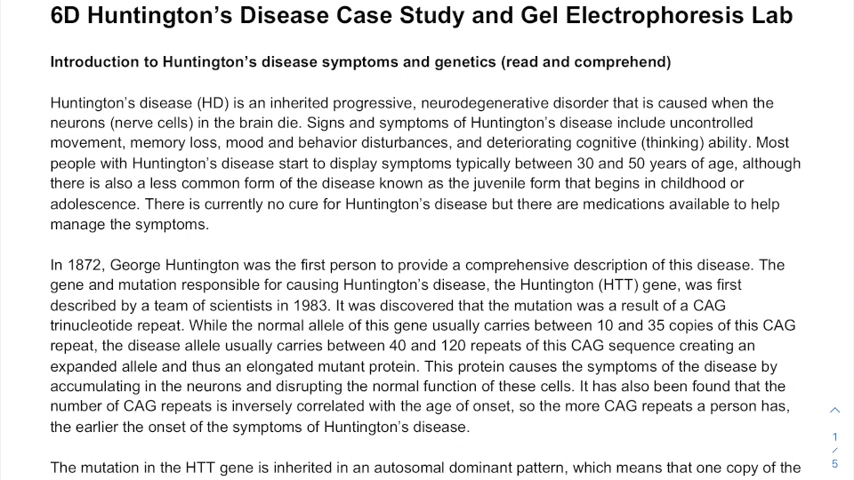 6D Huntington’s Disease Case Study and Gel Electrophoresis Lab
Introduction to Huntington’s disease symptoms and genetics (read and comprehend)
Huntington’s disease (HD) is an inherited progressive, neurodegenerative disorder that is caused when the
neurons (nerve cells) in the brain die. Signs and symptoms of Huntington’s disease include uncontrolled
movement, memory loss, mood and behavior disturbances, and deteriorating cognitive (thinking) ability. Most
people with Huntington’s disease start to display symptoms typically between 30 and 50 years of age, although
there is also a less common form of the disease known as the juvenile form that begins in childhood or
adolescence. There is currently no cure for Huntington’s disease but there are medications available to help
manage the symptoms.
In 1872, George Huntington was the first person to provide a comprehensive description of this disease. The
gene and mutation responsible for causing Huntington’s disease, the Huntington (HTT) gene, was first
described by a team of scientists in 1983. It was discovered that the mutation was a result of a CAG
trinucleotide repeat. While the normal allele of this gene usually carries between 10 and 35 copies of this CAG
repeat, the disease allele usually carries between 40 and 120 repeats of this CAG sequence creating an
expanded allele and thus an elongated mutant protein. This protein causes the symptoms of the disease by
accumulating in the neurons and disrupting the normal function of these cells. It has also been found that the
number of CAG repeats is inversely correlated with the age of onset, so the more CAG repeats a person has,
the earlier the onset of the symptoms of Huntington’s disease.
The mutation in the HTT gene is inherited in an autosomal dominant pattern, which means that one copy of the
1
/
5